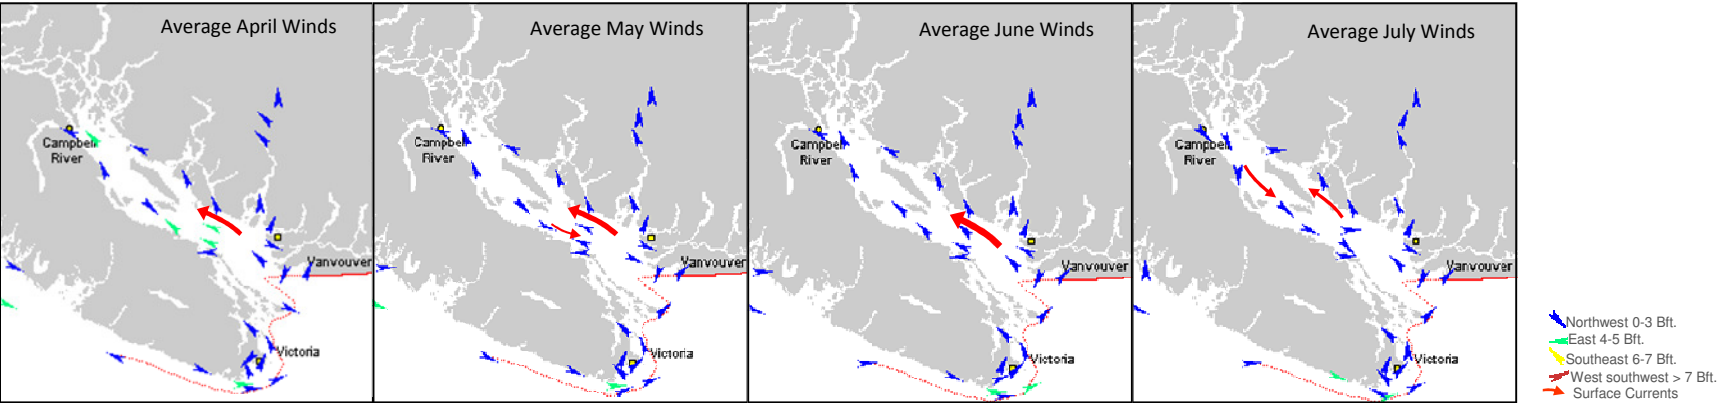 Average April Winds
Campbell
River
Vanvouver
Victoria
Average May Winds
Campbell
River
Vanvouver
Victoria
Average June Winds
Campbell
River
Vanvouver
Victoria
Average July Winds
Campbell
River
Vanvouver
Victoria
Northwest 0-3 Bft.
East 4-5 Bft.
Southeast 6-7 Bft.
West southwest > 7 Bft.
Surface Currents